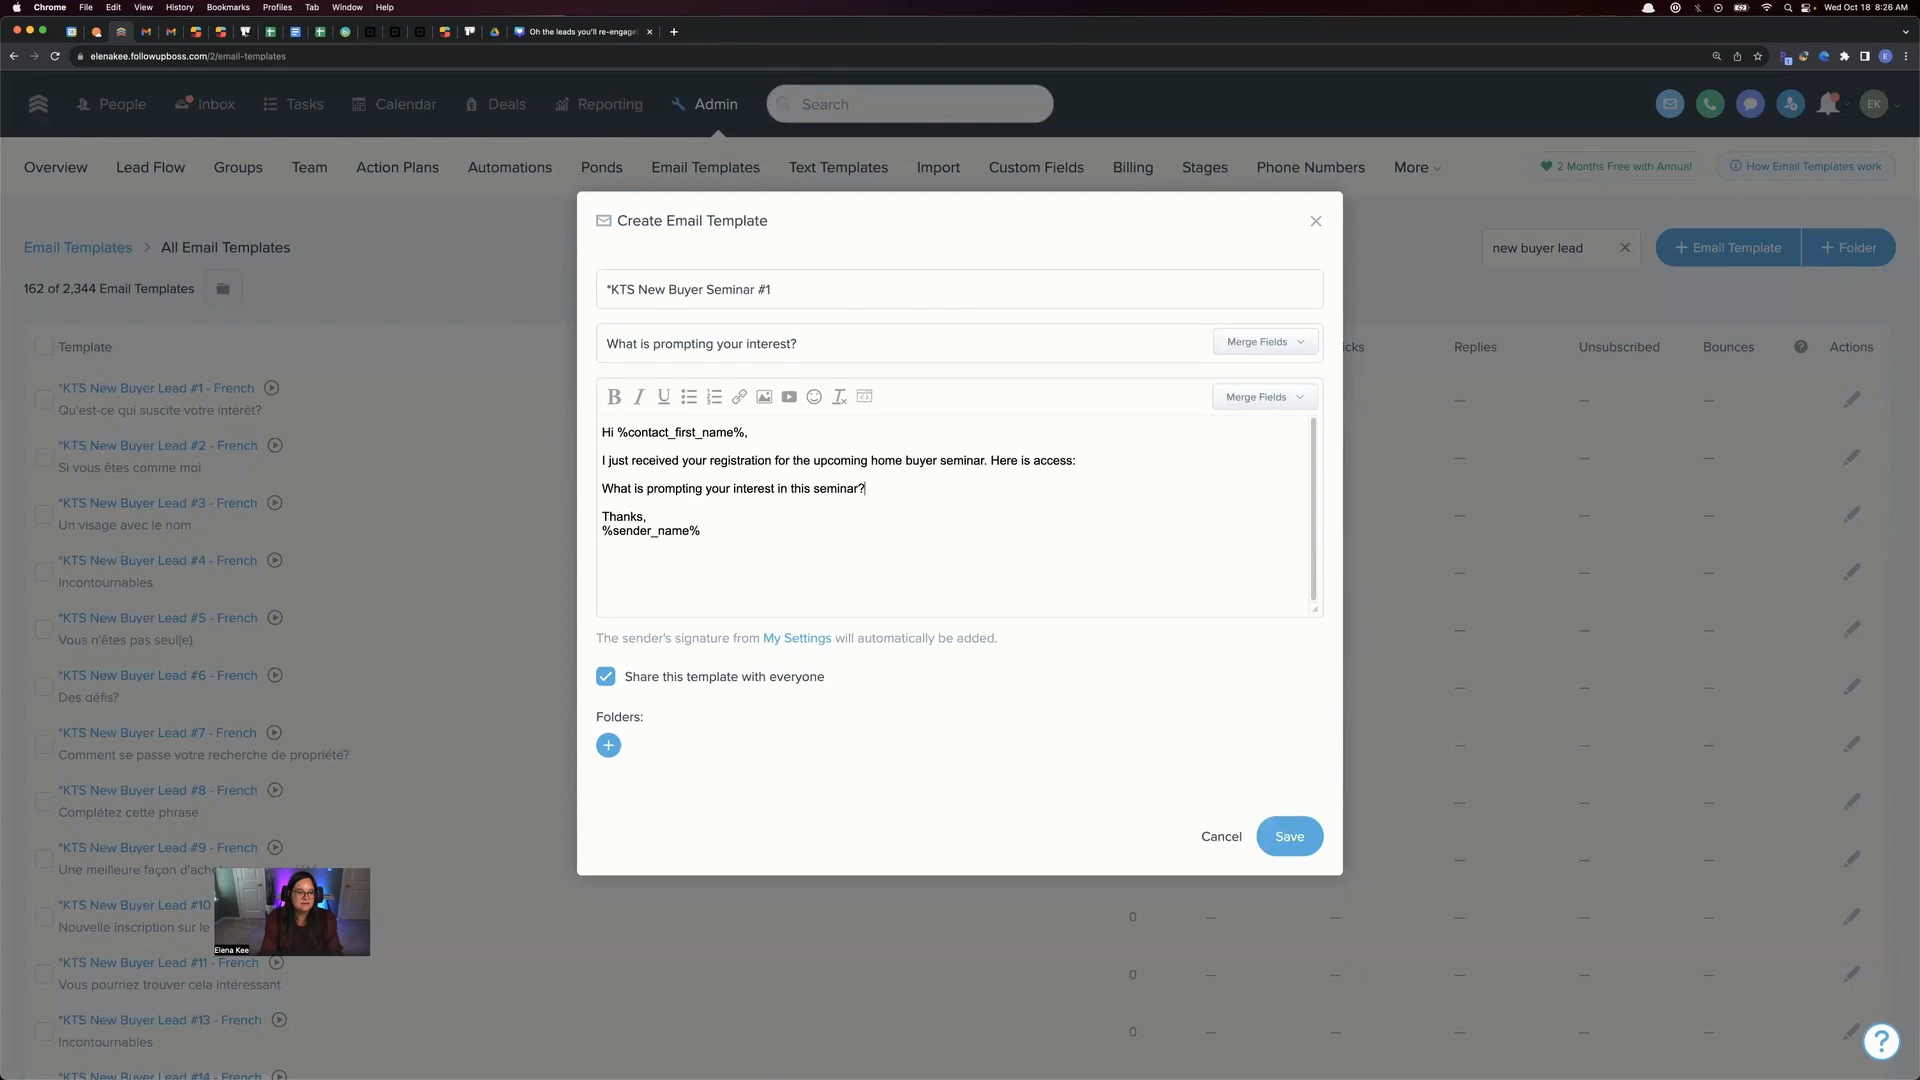 Chrome File Edit View History Bookmarks Profiles Tab Window Help
Wed Oct 18 8:26 AM
Oh the leads you'll re-engage
elenakee.followupboss.com/2/email-templates
People Inbox Tasks Calendar Deals Reporting Admin Search
EK
Overview Lead Flow Groups Team Action Plans Automations Ponds Email Templates Text Templates Import Custom Fields Billing Stages Phone Numbers More
2 Months Free with Annual
How Email Templates work
Create Email Template
Email Templates > All Email Templates
new buyer lead
+ Email Template
+ Folder
162 of 2,344 Email Templates
*KTS New Buyer Seminar #1
What is prompting your interest?
Merge Fields
Template
icks Replies Unsubscribed Bounces Actions
*KTS New Buyer Lead #1 - French
Qu'est-ce qui suscite votre intérêt?
*KTS New Buyer Lead #2 - French
Si vous êtes comme moi
*KTS New Buyer Lead #3 - French
Un visage avec le nom
*KTS New Buyer Lead #4 - French
Incontournables
*KTS New Buyer Lead #5 - French
Vous n'êtes pas seul(e)
*KTS New Buyer Lead #6 - French
Des défis?
*KTS New Buyer Lead #7 - French
Comment se passe votre recherche de propriété?
*KTS New Buyer Lead #8 - French
Complétez cette phrase
*KTS New Buyer Lead #9 - French
Une meilleure façon
*KTS New Buyer Lead #10
Nouvelle inscription sur le
*KTS New Buyer Lead #11 - French
Vous pourriez trouver cela intéressant
*KTS New Buyer Lead #13 - French
Incontournables
*KTS New Buyer Lead #14 - French
Merge Fields
Hi %contact_first_name%,
I just received your registration for the upcoming home buyer seminar. Here is access:
What is prompting your interest in this seminar?
Thanks,
%sender_name%
The sender's signature from My Settings will automatically be added.
Share this template with everyone
Folders:
Cancel Save
Elena Kee
0
0
0